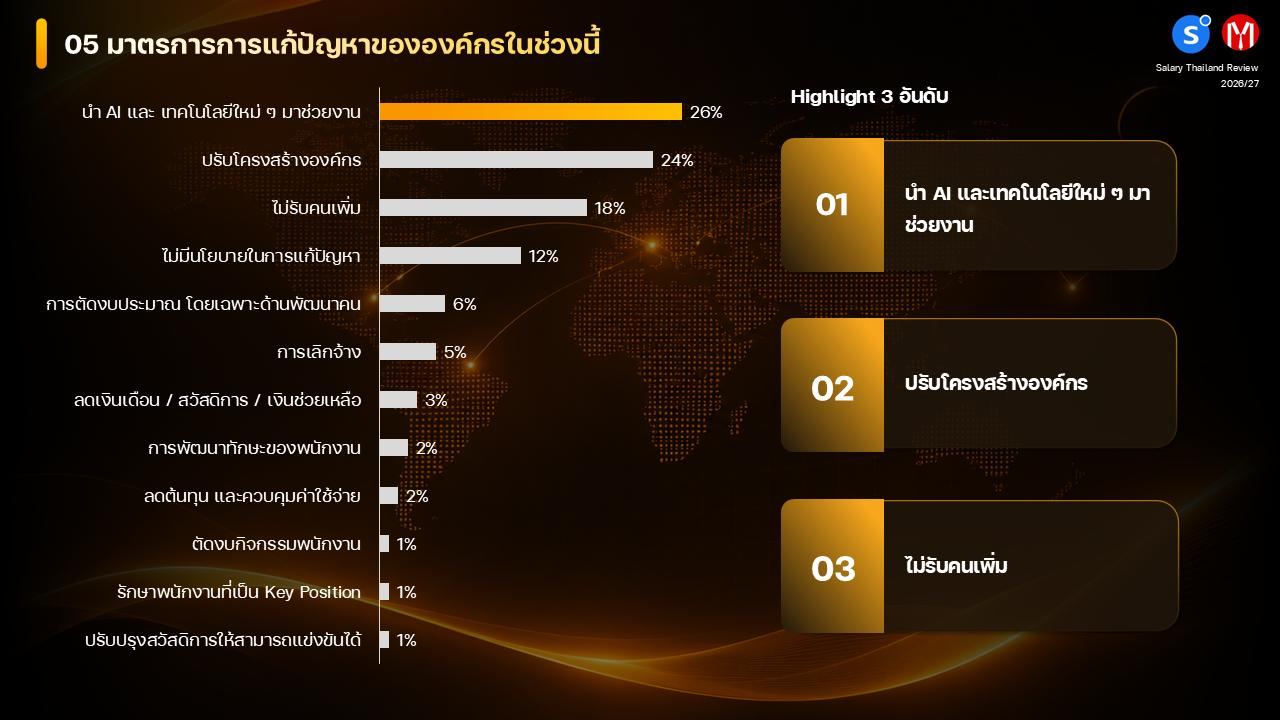 05 มาตรการการแก้ปัญหาขององค์กรในช่วงนี้
S
Salary Thailand Review
2026/27
นำ AI และ เทคโนโลยีใหม่ ๆ มาช่วยงาน 26%
ปรับโครงสร้างองค์กร 24%
ไม่รับคนเพิ่ม 18%
ไม่มีนโยบายในการแก้ปัญหา 12%
การตัดงบประมาณ โดยเฉพาะด้านพัฒนาคน 6%
การเลิกจ้าง 5%
ลดเงินเดือน / สวัสดิการ / เงินช่วยเหลือ 3%
การพัฒนาทักษะของพนักงาน 2%
ลดต้นทุน และควบคุมค่าใช้จ่าย 2%
ตัดงบกิจกรรมพนักงาน 1%
รักษาพนักงานที่เป็น Key Position 1%
ปรับปรุงสวัสดิการให้สามารถแข่งขันได้ 1%
Highlight 3 อันดับ
01
นำ AI และเทคโนโลยีใหม่ ๆ มา
ช่วยงาน
02
ปรับโครงสร้างองค์กร
03
ไม่รับคนเพิ่ม